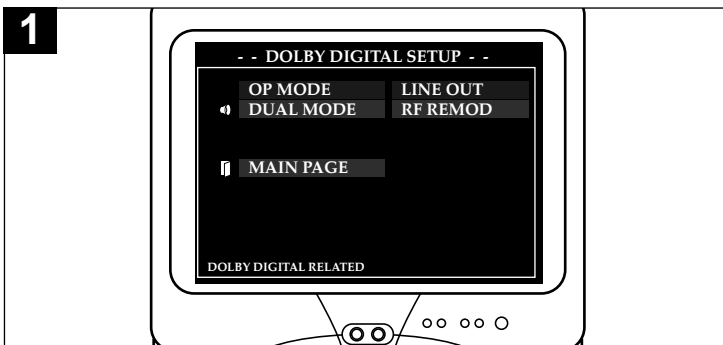 1
- - DOLBY DIGITAL SETUP - -
OP MODE LINE OUT
DUAL MODE RF REMOD
MAIN PAGE
DOLBY DIGITAL RELATED